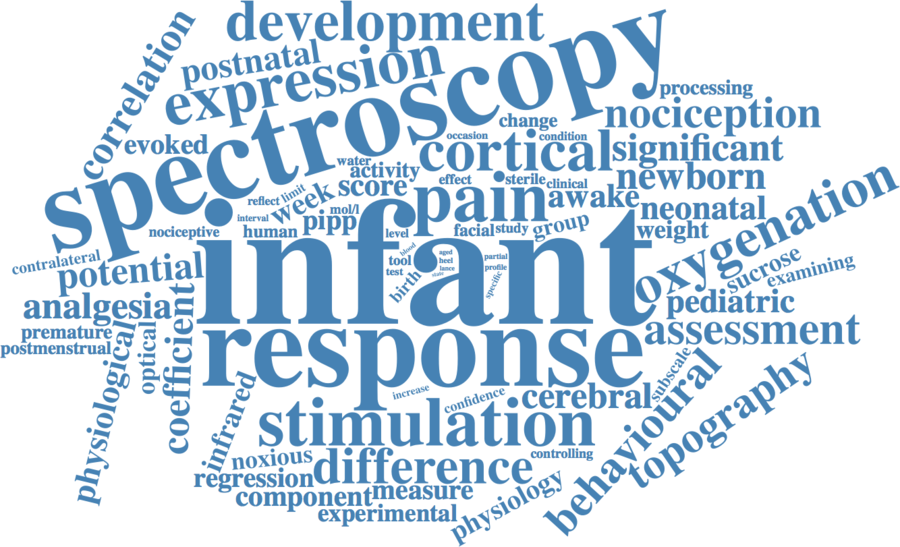 development
correlation
postnatal
expression
spectroscopy
processing
nociception
change
evoked
occasion
condition
cortical
significant
water
activity
score
effect
sterile
clinical
newborn
reflect
limit
week
pain
awake
mol/l
neonatal
interval
pipp
group
nociceptive
human
level
facial
study
weight
infant
oxygenation
contralateral
potential
blood
tool
test
aged
heel
lance
state
partial
profile
specific
birth
sucrose
examining
analgesia
pediatric
premature
postmenstrual
optical
coefficient
physiological
response
assessment
subscale
infrared
increase
confidence
cerebral
behavioural
topography
stimulation
noxious
difference
controlling
regression
component
measure
experimental
physiology